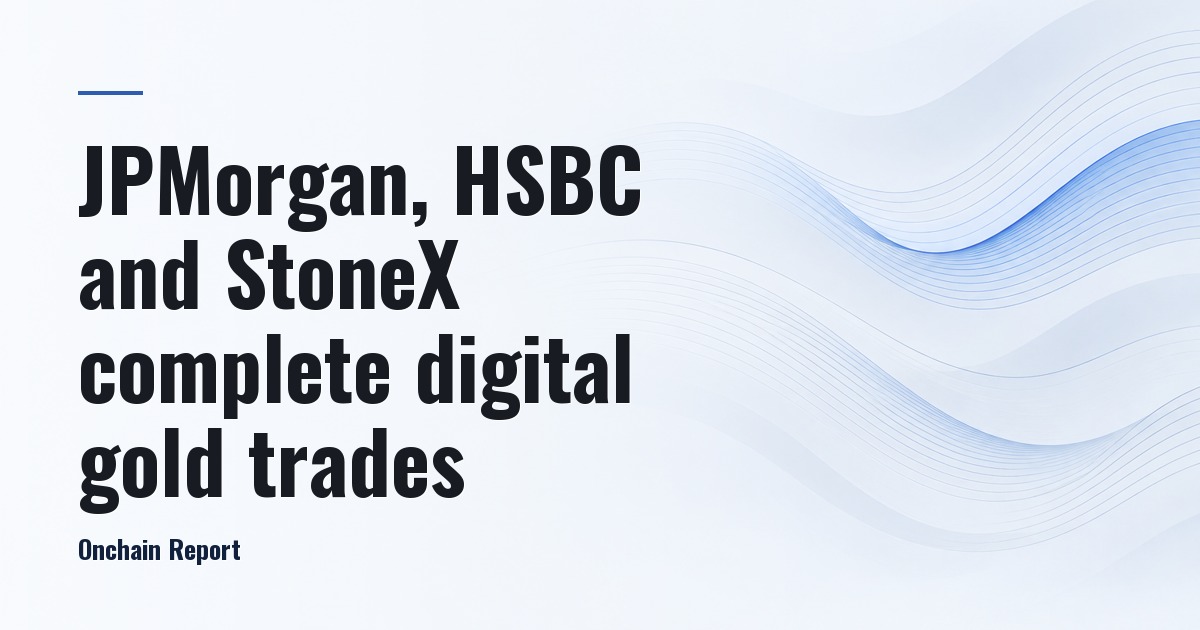 JPMorgan, HSBC
and StoneX
complete digital
gold trades
Onchain Report